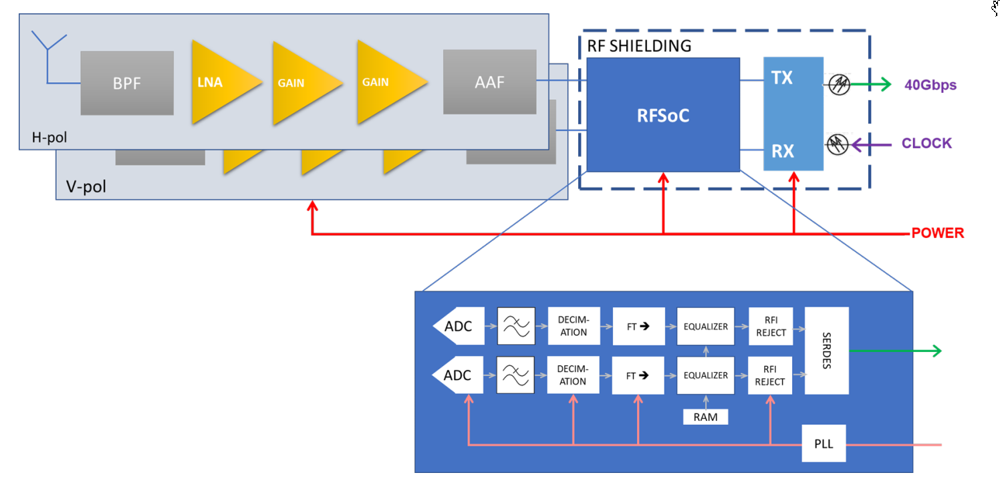 RF SHIELDING
BPF
LNA
GAIN
GAIN
AAF
H-pol
V-pol
RFSoC
TX
RX
40Gbps
CLOCK
POWER
ADC
DECIM-
ATION
FT ➔
EQUALIZER
RFI
REJECT
SERDES
ADC
DECIM-
ATION
FT ➔
EQUALIZER
RFI
REJECT
RAM
PLL